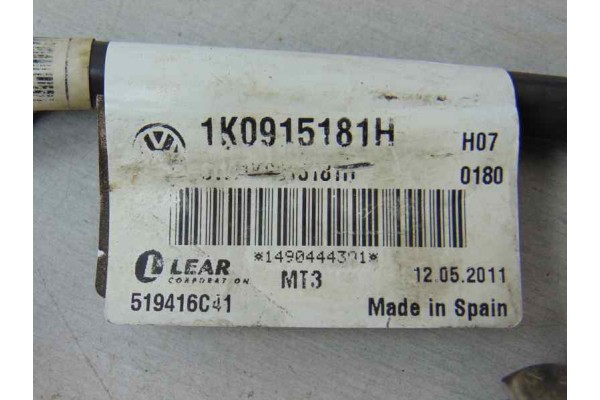 1K0915181H
H07
0180
*1490444301*
LEAR
CORPORATION
MT3
12.05.2011
519416C41
Made in Spain